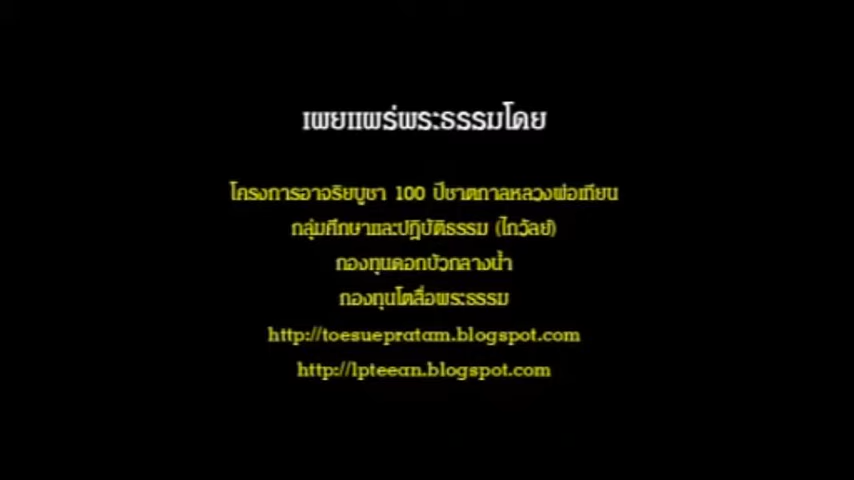 เผยแพร่พระธรรมโดย
โครงการอาจริยบูชา 100 ปีชาตกาลหลวงพ่อเทียน
กลุ่มศึกษาและปฏิบัติธรรม (ไกวัลย์)
กองทุนดอกบัวกลางน้ำ
กองทุนโตสื่อพระธรรม
http://toesuepratam.blogspot.com
http://lpteean.blogspot.com